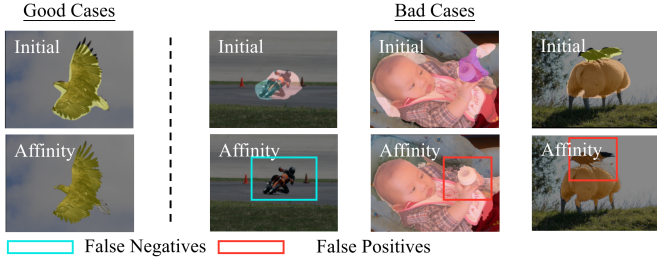 Good Cases
Bad Cases
Initial
Initial
Initial
Initial
Affinity
Affinity
Affinity
Affinity
False Negatives
False Positives